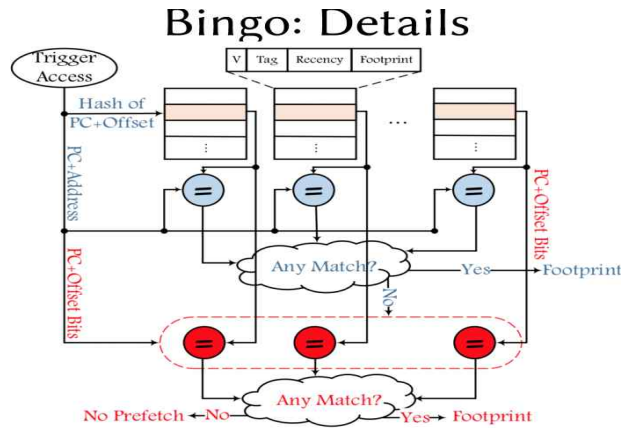 Bingo: Details
Trigger
Access
V Tag Recency Footprint
Hash of
PC+Offset
...
⋮ ⋮ ⋮
PC+Address
= = =
PC+Offset Bits
Any Match?
Yes
Footprint
No
PC+Offset Bits
= = =
Any Match?
No Prefetch
No
Yes
Footprint